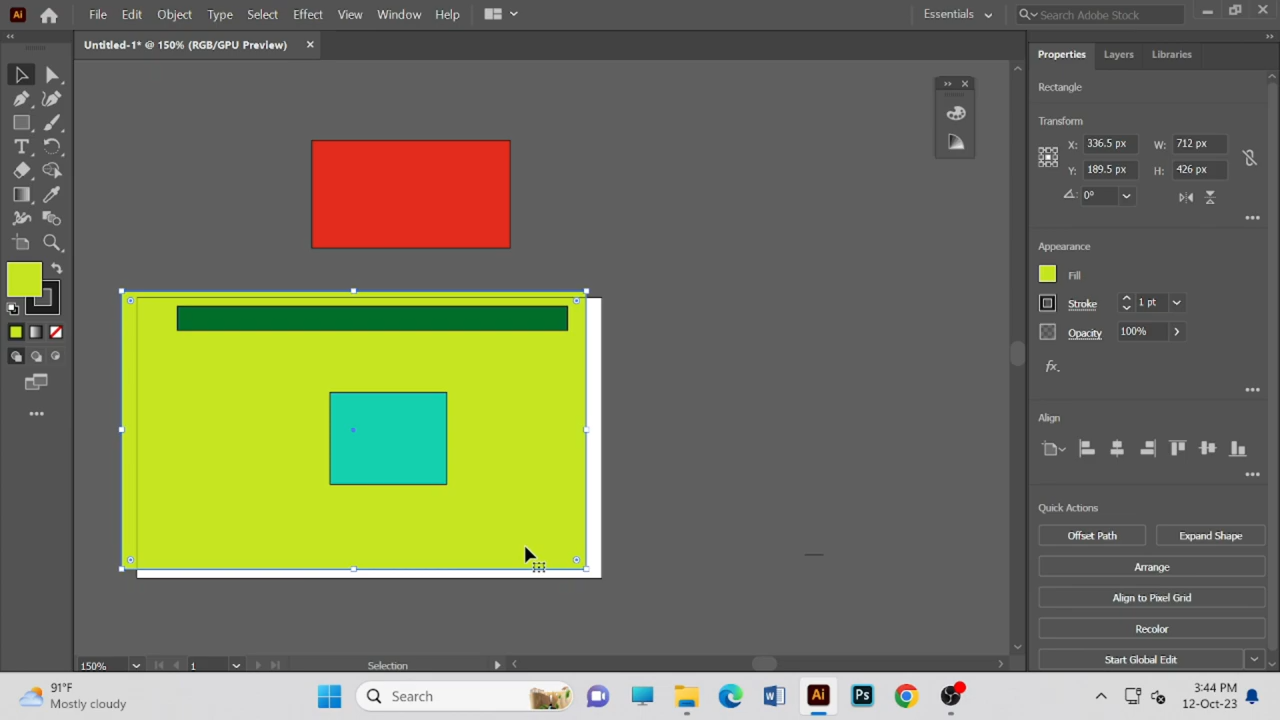 Ai File Edit Object Type Select Effect View Window Help Essentials Search Adobe Stock
Untitled-1* @ 150% (RGB/GPU Preview)
Properties Layers Libraries
Rectangle
Transform
X: 336.5 px W: 712 px
Y: 189.5 px H: 426 px
0°
Appearance
Fill
Stroke 1 pt
Opacity 100%
fx.
Align
Quick Actions
Offset Path Expand Shape
Arrange
Align to Pixel Grid
Recolor
Start Global Edit
150% 1 Selection
91°F
Mostly cloudy
Search
W Ai Ps
3:44 PM
12-Oct-23